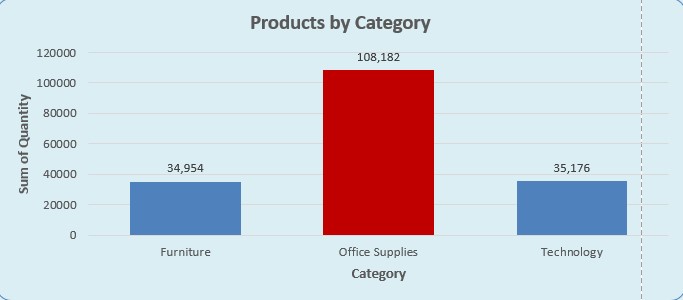 Products by Category
Sum of Quantity
120000
100000
80000
60000
40000
20000
0
34,954
108,182
35,176
Furniture
Office Supplies
Technology
Category